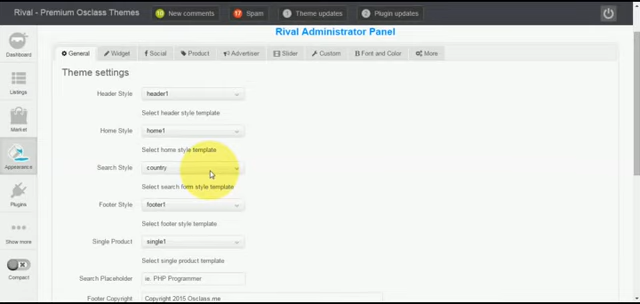 Rival - Premium Osclass Themes
10 New comments
17 Spam
1 Theme updates
2 Plugin updates
Rival Administrator Panel
Dashboard
Listings
Market
Appearance
Plugins
Show more
Compact
General
Widget
Social
Product
Advertiser
Slider
Custom
Font and Color
More
Theme settings
Header Style
header1
Select header style template
Home Style
home1
Select home style template
Search Style
country
Select search form style template
Footer Style
footer1
Select footer style template
Single Product
single1
Select single product template
Search Placeholder
ie. PHP Programmer
Footer Copyright
Copyright 2015 Osclass.me